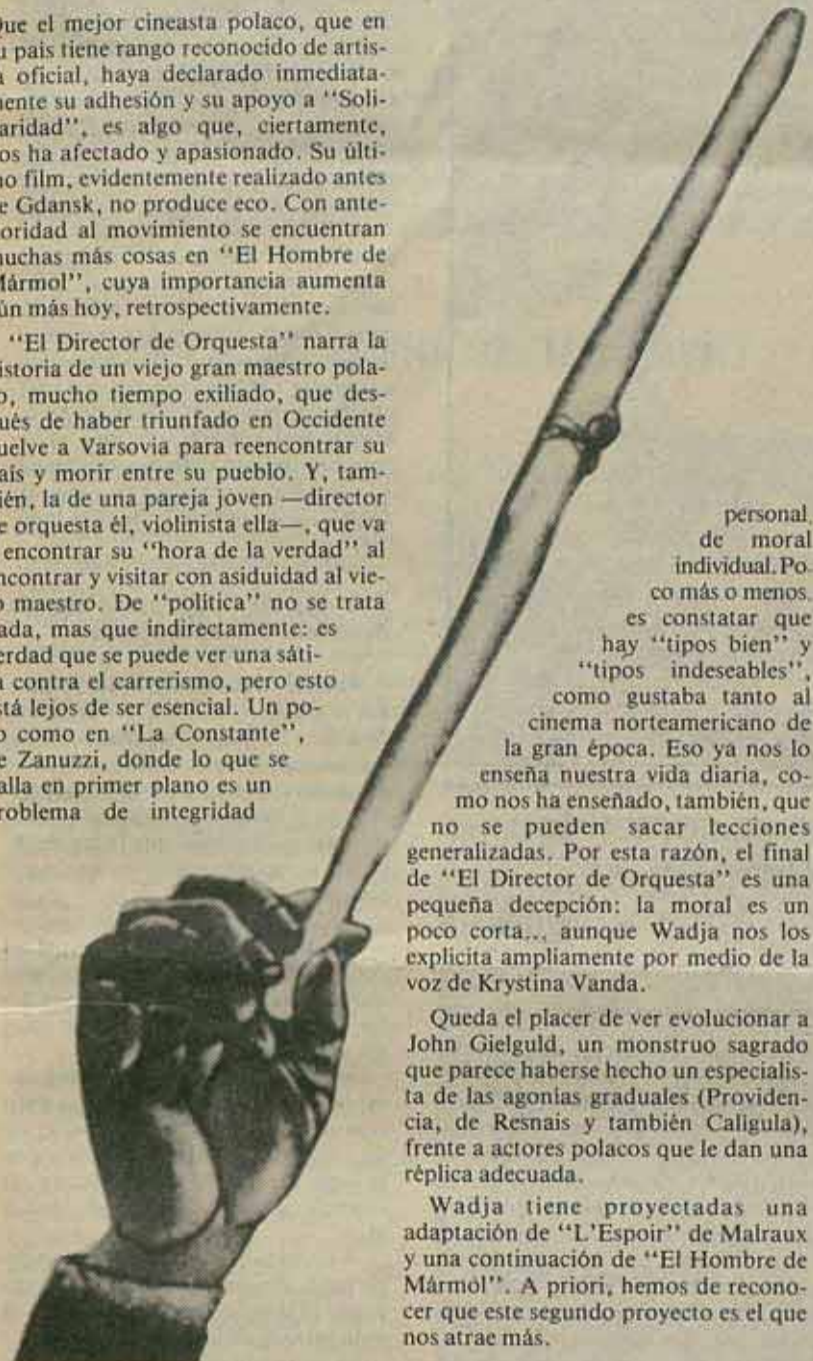 ue el mejor cineasta polaco, que en
u país tiene rango reconocido de artis-
a oficial, haya declarado inmediata-
mente su adhesión y su apoyo a "Soli-
aridad", es algo que, ciertamente,
os ha afectado y apasionado. Su últi-
mo film, evidentemente realizado antes
e Gdansk, no produce eco. Con ante-
ioridad al movimiento se encuentran
muchas más cosas en "El Hombre de
Mármol", cuya importancia aumenta
ún más hoy, retrospectivamente.
"El Director de Orquesta" narra la
istoria de un viejo gran maestro pola-
o, mucho tiempo exiliado, que des-
ués de haber triunfado en Occidente
uelve a Varsovia para reencontrar su
aís y morir entre su pueblo. Y, tam-
ién, la de una pareja joven —director
e orquesta él, violinista ella—, que va
encontrar su "hora de la verdad" al
ncontrar y visitar con asiduidad al vie-
o maestro. De "política" no se trata
ada, mas que indirectamente: es
erdad que se puede ver una sáti-
a contra el carrerismo, pero esto
stá lejos de ser esencial. Un po-
o como en "La Constante",
e Zanuzzi, donde lo que se
alla en primer plano es un
roblema de integridad
personal,
de moral
individual. Po-
co más o menos,
es constatar que
hay "tipos bien" y
"tipos indeseables",
como gustaba tanto al
cinema norteamericano de
la gran época. Eso ya nos lo
enseña nuestra vida diaria, co-
mo nos ha enseñado, también, que
no se pueden sacar lecciones
generalizadas. Por esta razón, el final
de "El Director de Orquesta" es una
pequeña decepción: la moral es un
poco corta... aunque Wadja nos los
explicita ampliamente por medio de la
voz de Krystina Vanda.
Queda el placer de ver evolucionar a
John Gielguld, un monstruo sagrado
que parece haberse hecho un especialis-
ta de las agonías graduales (Providen-
cia, de Resnais y también Calígula),
frente a actores polacos que le dan una
réplica adecuada.
Wadja tiene proyectadas una
adaptación de "L'Espoir" de Malraux
y una continuación de "El Hombre de
Mármol". A priori, hemos de recono-
cer que este segundo proyecto es el que
nos atrae más.